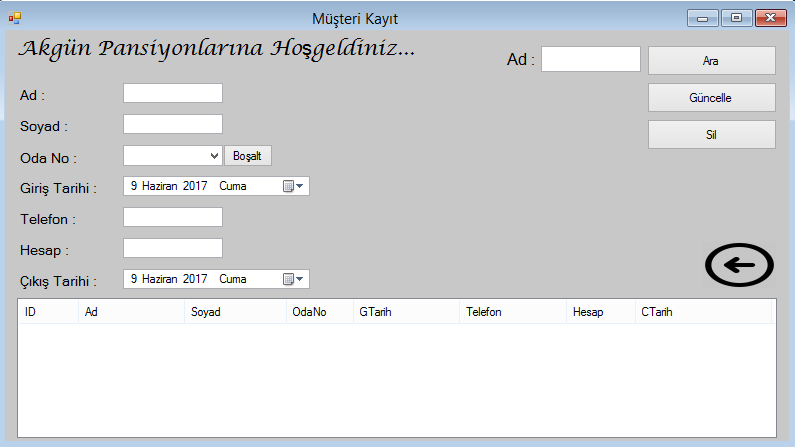 Müşteri Kayıt
Akgün Pansiyonlarına Hoşgeldiniz...
Ad :
Ara
Güncelle
Sil
Ad :
Soyad :
Oda No :
Boşalt
Giriş Tarihi :
9 Haziran 2017 Cuma
Telefon :
Hesap :
Çıkış Tarihi :
9 Haziran 2017 Cuma
ID Ad Soyad OdaNo GTarih Telefon Hesap CTarih